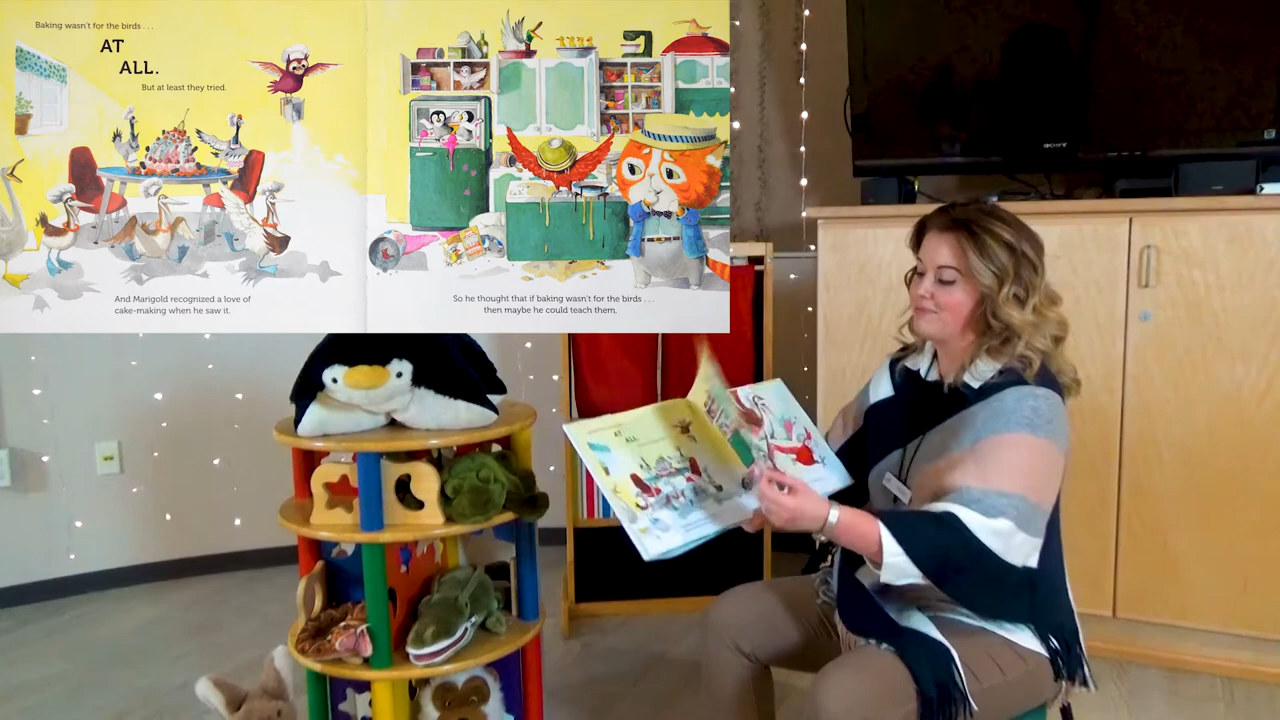 Baking wasn't for the birds . . .
AT
ALL.
But at least they tried.
And Marigold recognized a love of
cake-making when he saw it.
So he thought that if baking wasn't for the birds . . .
then maybe he could teach them.
SONY
AT
ALL.